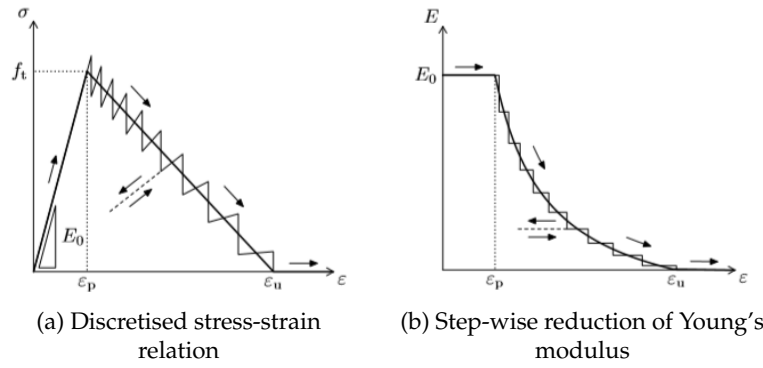 σ
f_t
E_0
ε_p
ε_u
ε
(a) Discretised stress-strain
relation
E
E_0
ε_p
ε_u
ε
(b) Step-wise reduction of Young's
modulus